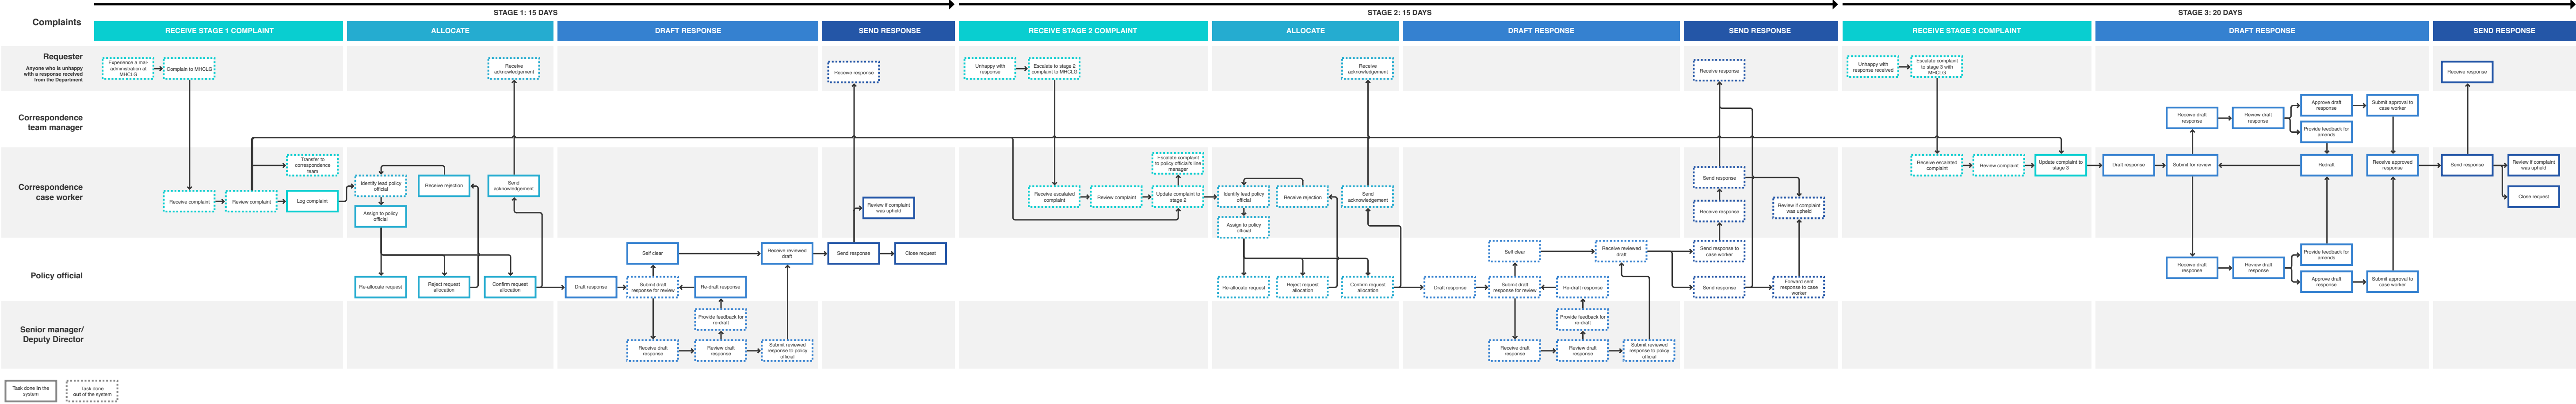 Complaints
STAGE 1: 15 DAYS
STAGE 2: 15 DAYS
STAGE 3: 20 DAYS
RECEIVE STAGE 1 COMPLAINT
ALLOCATE
DRAFT RESPONSE
SEND RESPONSE
RECEIVE STAGE 2 COMPLAINT
ALLOCATE
DRAFT RESPONSE
SEND RESPONSE
RECEIVE STAGE 3 COMPLAINT
DRAFT RESPONSE
SEND RESPONSE
Requester
Anyone who is unhappy
with a response received
from the Department
Experience a mal-
administration at
MHCLG
Complain to MHCLG
Receive
acknowledgement
Receive response
Unhappy with
response
Escalate to stage 2
complaint to MHCLG
Receive
acknowledgement
Receive response
Unhappy with
response received
Escalate complaint
to stage 3 with
MHCLG
Receive response
Correspondence
team manager
Receive draft
response
Review draft
response
Approve draft
response
Submit approval to
case worker
Provide feedback for
amends
Correspondence
case worker
Receive complaint
Review complaint
Transfer to
correspondence
team
Log complaint
Identify lead policy
official
Assign to policy
official
Receive rejection
Send
acknowledgement
Review if complaint
was upheld
Receive escalated
complaint
Review complaint
Escalate complaint
to policy official's line
manager
Update complaint to
stage 2
Identify lead policy
official
Assign to policy
official
Receive rejection
Send
acknowledgement
Send response
Receive response
Review if complaint
was upheld
Receive escalated
complaint
Review complaint
Update complaint to
stage 3
Draft response
Submit for review
Redraft
Receive approved
response
Send response
Review if complaint
was upheld
Close request
Policy official
Re-allocate request
Reject request
allocation
Confirm request
allocation
Draft response
Self clear
Submit draft
response for review
Re-draft response
Receive reviewed
draft
Send response
Close request
Re-allocate request
Reject request
allocation
Confirm request
allocation
Draft response
Self clear
Submit draft
response for review
Re-draft response
Receive reviewed
draft
Send response to
case worker
Send response
Forward sent
response to case
worker
Receive draft
response
Review draft
response
Provide feedback for
amends
Approve draft
response
Submit approval to
case worker
Senior manager/
Deputy Director
Provide feedback for
re-draft
Receive draft
response
Review draft
response
Submit reviewed
response to policy
official
Provide feedback for
re-draft
Receive draft
response
Review draft
response
Submit reviewed
response to policy
official
Task done in the
system
Task done
out of the system